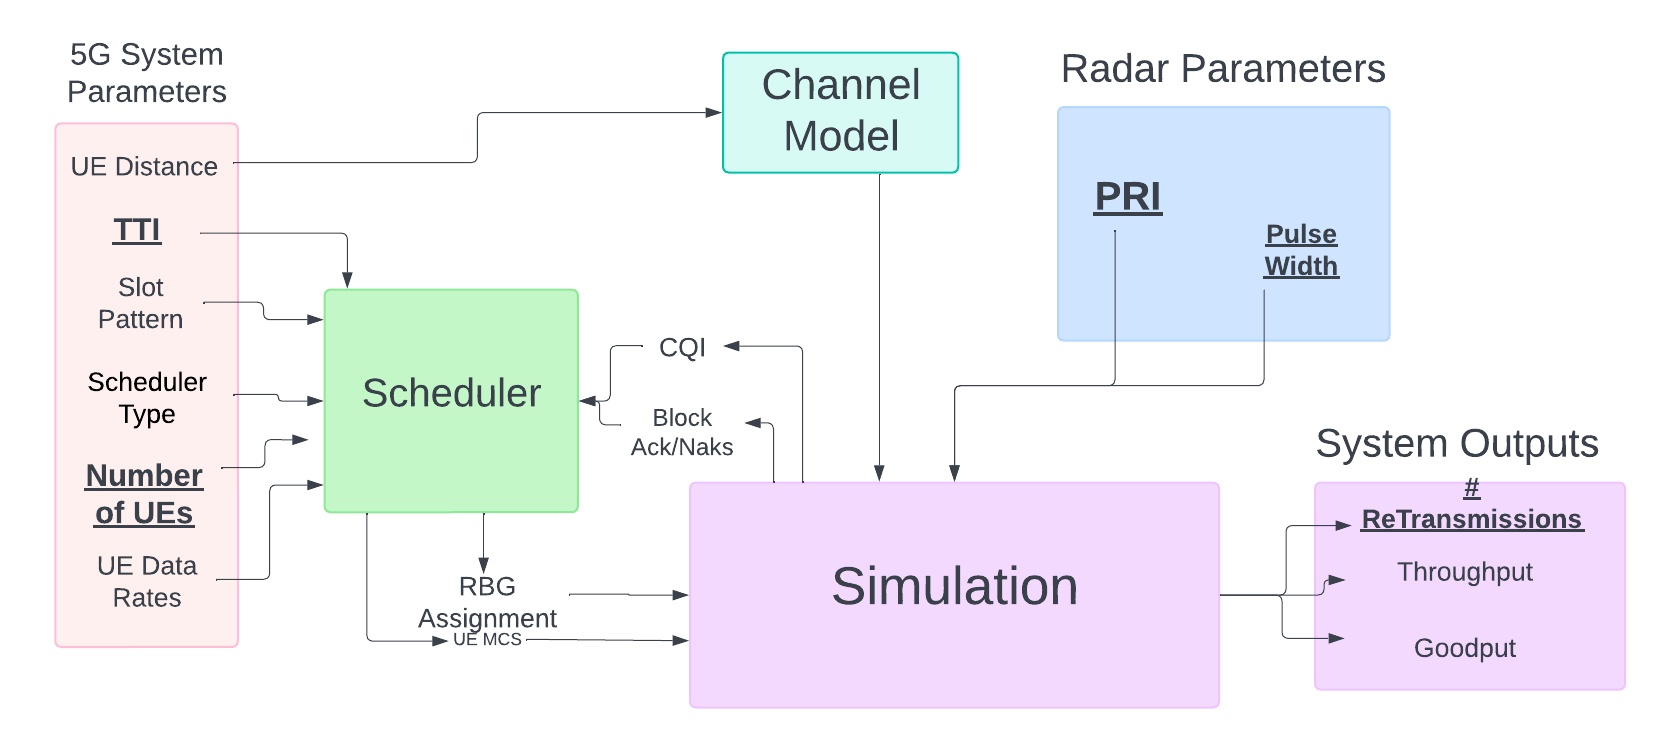 5G System
Parameters
UE Distance
TTI
Slot
Pattern
Scheduler
Type
Number
of UEs
UE Data
Rates
Scheduler
Channel
Model
CQI
Block
Ack/Naks
RBG
Assignment
UE MCS
Radar Parameters
PRI
Pulse
Width
Simulation
System Outputs
#
ReTransmissions
Throughput
Goodput